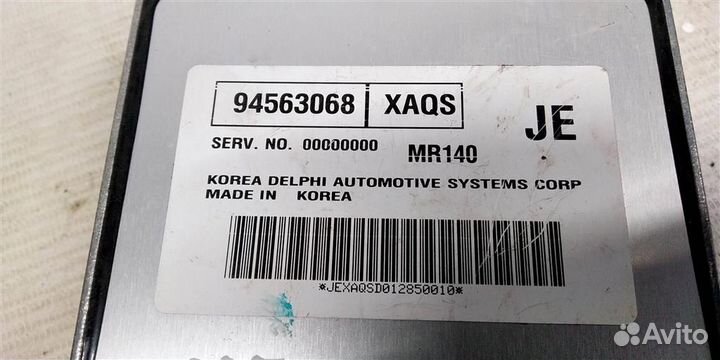 94563068 XAQS
JE
SERV. NO. 00000000 MR140
KOREA DELPHI AUTOMOTIVE SYSTEMS CORP
MADE IN KOREA
*JEXAQSD012850010*
Avito